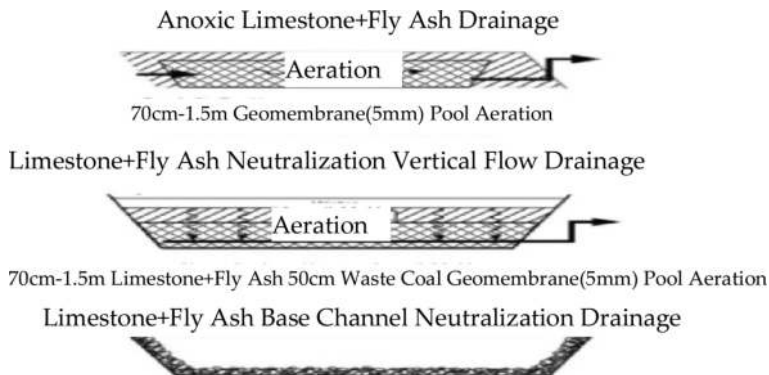 Anoxic Limestone+Fly Ash Drainage
Aeration
70cm-1.5m Geomembrane(5mm) Pool Aeration
Limestone+Fly Ash Neutralization Vertical Flow Drainage
Aeration
70cm-1.5m Limestone+Fly Ash 50cm Waste Coal Geomembrane(5mm) Pool Aeration
Limestone+Fly Ash Base Channel Neutralization Drainage